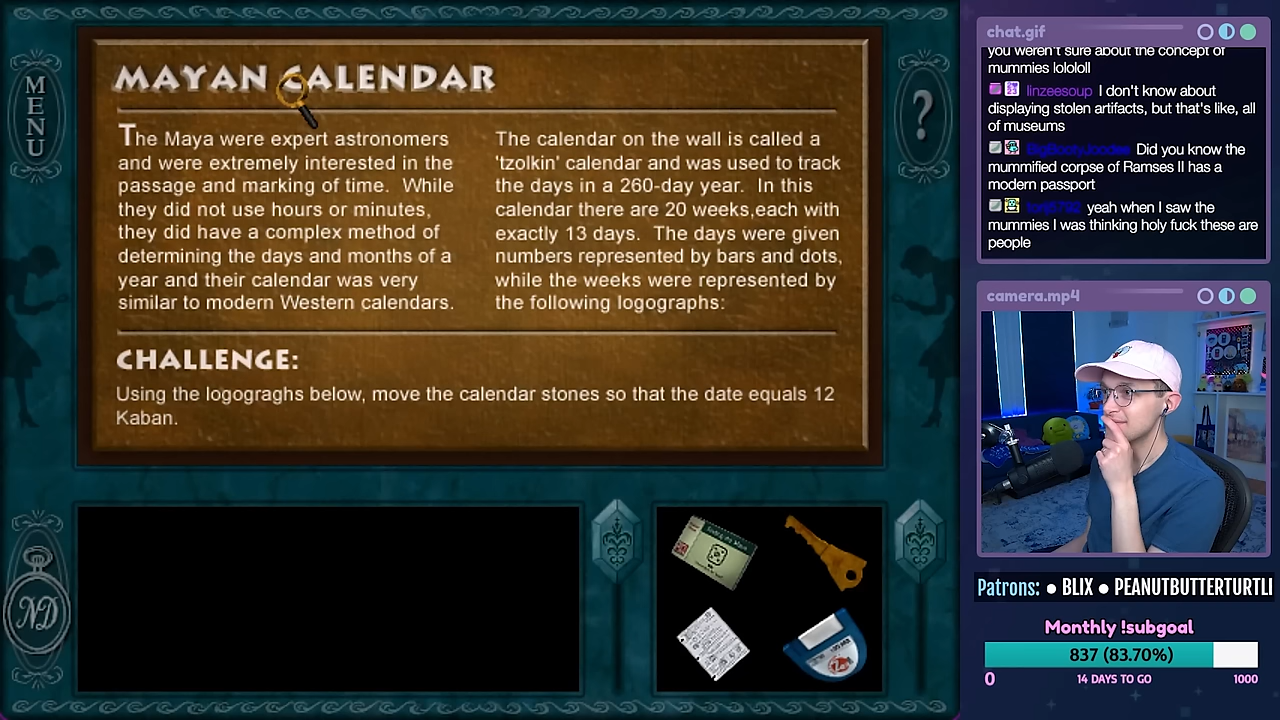 MENU
MAYAN CALENDAR
The Maya were expert astronomers
and were extremely interested in the
passage and marking of time. While
they did not use hours or minutes,
they did have a complex method of
determining the days and months of a
year and their calendar was very
similar to modern Western calendars.
The calendar on the wall is called a
'tzolkin' calendar and was used to track
the days in a 260-day year. In this
calendar there are 20 weeks,each with
exactly 13 days. The days were given
numbers represented by bars and dots,
while the weeks were represented by
the following logographs:
CHALLENGE:
Using the logograghs below, move the calendar stones so that the date equals 12
Kaban.
?
ND
chat.gif
you weren't sure about the concept of
mummies lolololl
linzeesoup I don't know about
displaying stolen artifacts, but that's like, all
of museums
Did you know the
mummified corpse of Ramses II has a
modern passport
yeah when I saw the
mummies I was thinking holy fuck these are
people
camera.mp4
Patrons: ● BLIX ● PEANUTBUTTERTURTLI
Monthly !subgoal
837 (83.70%)
0 14 DAYS TO GO 1000